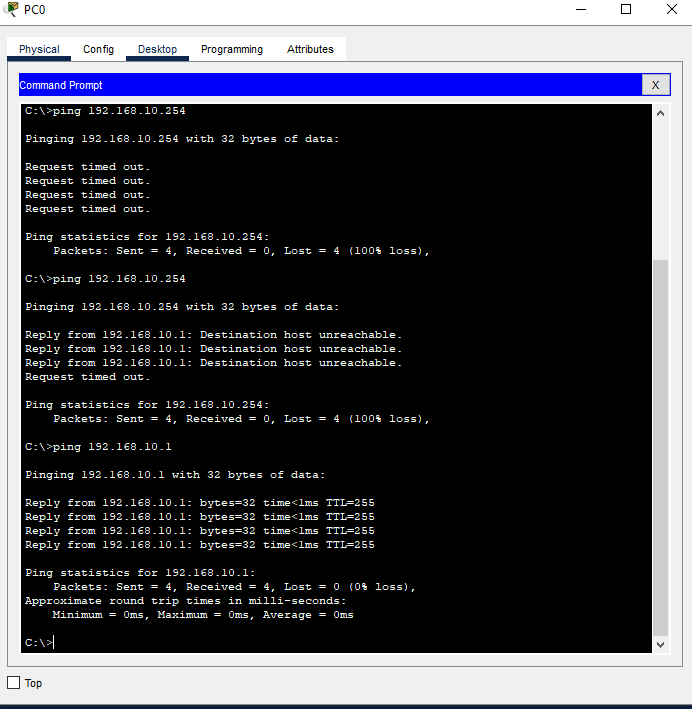 PC0
Physical Config Desktop Programming Attributes
Command Prompt
X
C:\>ping 192.168.10.254
Pinging 192.168.10.254 with 32 bytes of data:
Request timed out.
Request timed out.
Request timed out.
Request timed out.
Ping statistics for 192.168.10.254:
Packets: Sent = 4, Received = 0, Lost = 4 (100% loss),
C:\>ping 192.168.10.254
Pinging 192.168.10.254 with 32 bytes of data:
Reply from 192.168.10.1: Destination host unreachable.
Reply from 192.168.10.1: Destination host unreachable.
Reply from 192.168.10.1: Destination host unreachable.
Request timed out.
Ping statistics for 192.168.10.254:
Packets: Sent = 4, Received = 0, Lost = 4 (100% loss),
C:\>ping 192.168.10.1
Pinging 192.168.10.1 with 32 bytes of data:
Reply from 192.168.10.1: bytes=32 time<1ms TTL=255
Reply from 192.168.10.1: bytes=32 time<1ms TTL=255
Reply from 192.168.10.1: bytes=32 time<1ms TTL=255
Reply from 192.168.10.1: bytes=32 time<1ms TTL=255
Ping statistics for 192.168.10.1:
Packets: Sent = 4, Received = 4, Lost = 0 (0% loss),
Approximate round trip times in milli-seconds:
Minimum = 0ms, Maximum = 0ms, Average = 0ms
C:\>
Top